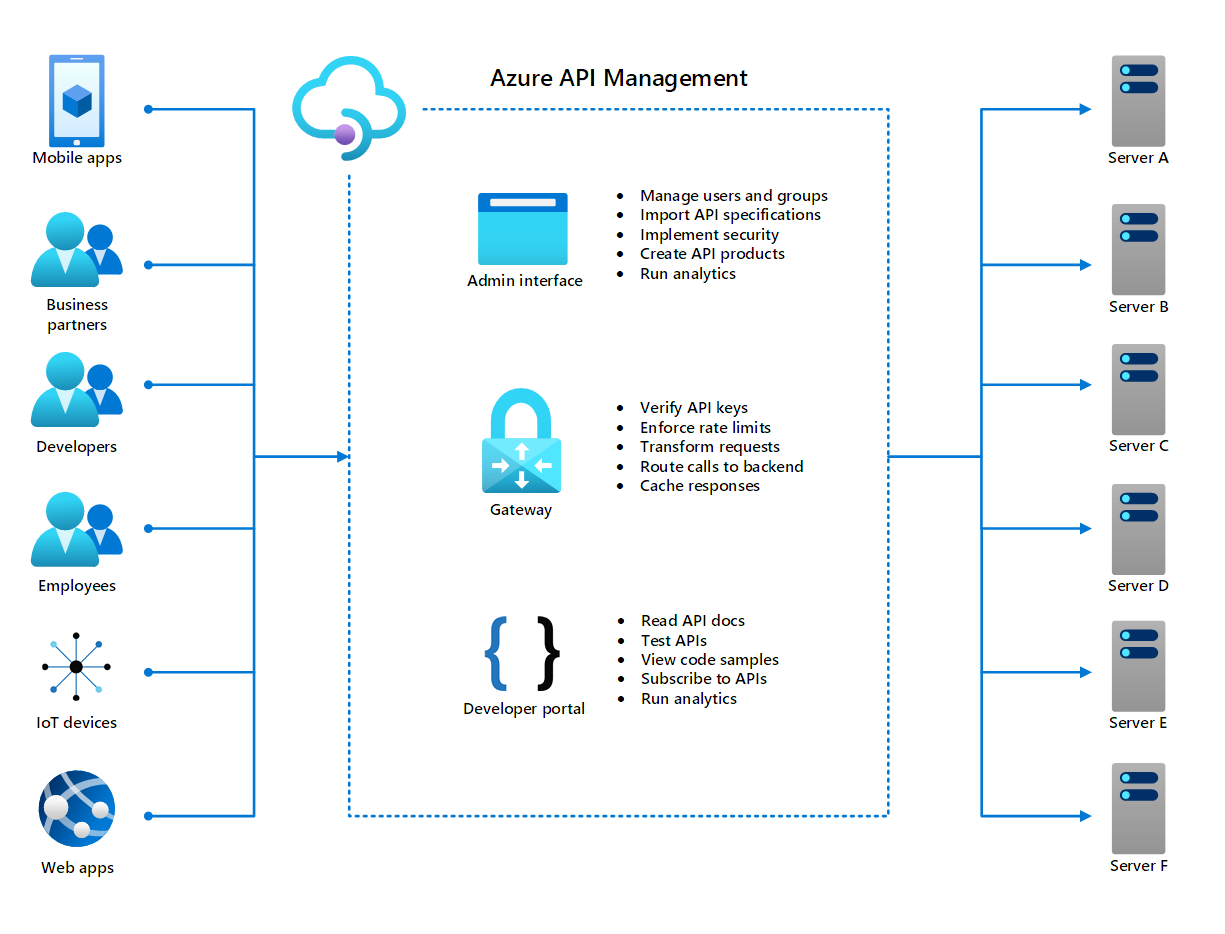 Azure API Management
Mobile apps
Business
partners
Developers
Employees
IoT devices
Web apps
Admin interface
• Manage users and groups
• Import API specifications
• Implement security
• Create API products
• Run analytics
Gateway
• Verify API keys
• Enforce rate limits
• Transform requests
• Route calls to backend
• Cache responses
{ }
Developer portal
• Read API docs
• Test APIs
• View code samples
• Subscribe to APIs
• Run analytics
Server A
Server B
Server C
Server D
Server E
Server F